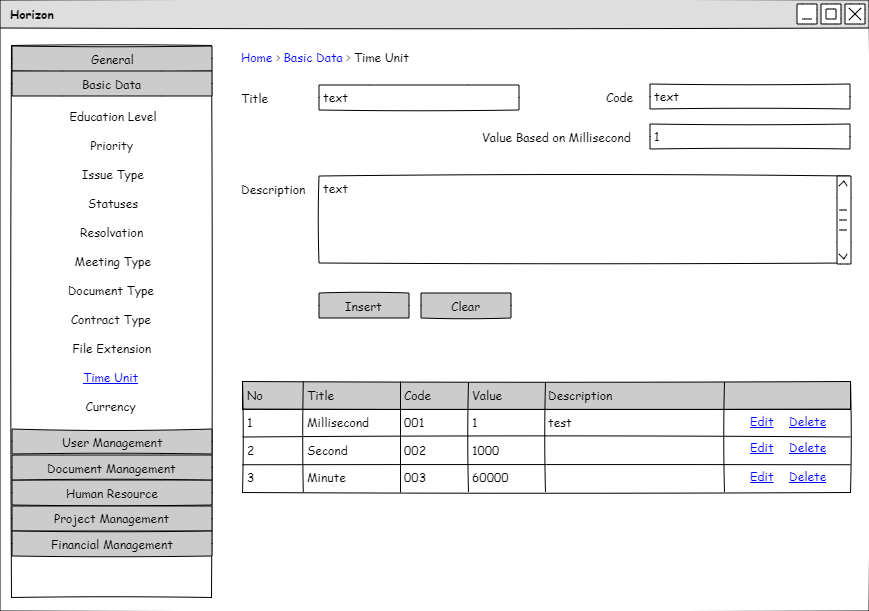 Horizon
General
Basic Data
Education Level
Priority
Issue Type
Statuses
Resolvation
Meeting Type
Document Type
Contract Type
File Extension
Time Unit
Currency
User Management
Document Management
Human Resource
Project Management
Financial Management
Home > Basic Data > Time Unit
Title text Code text
Value Based on Millisecond 1
Description text
Insert Clear
No Title Code Value Description
1 Millisecond 001 1 test Edit Delete
2 Second 002 1000 Edit Delete
3 Minute 003 60000 Edit Delete